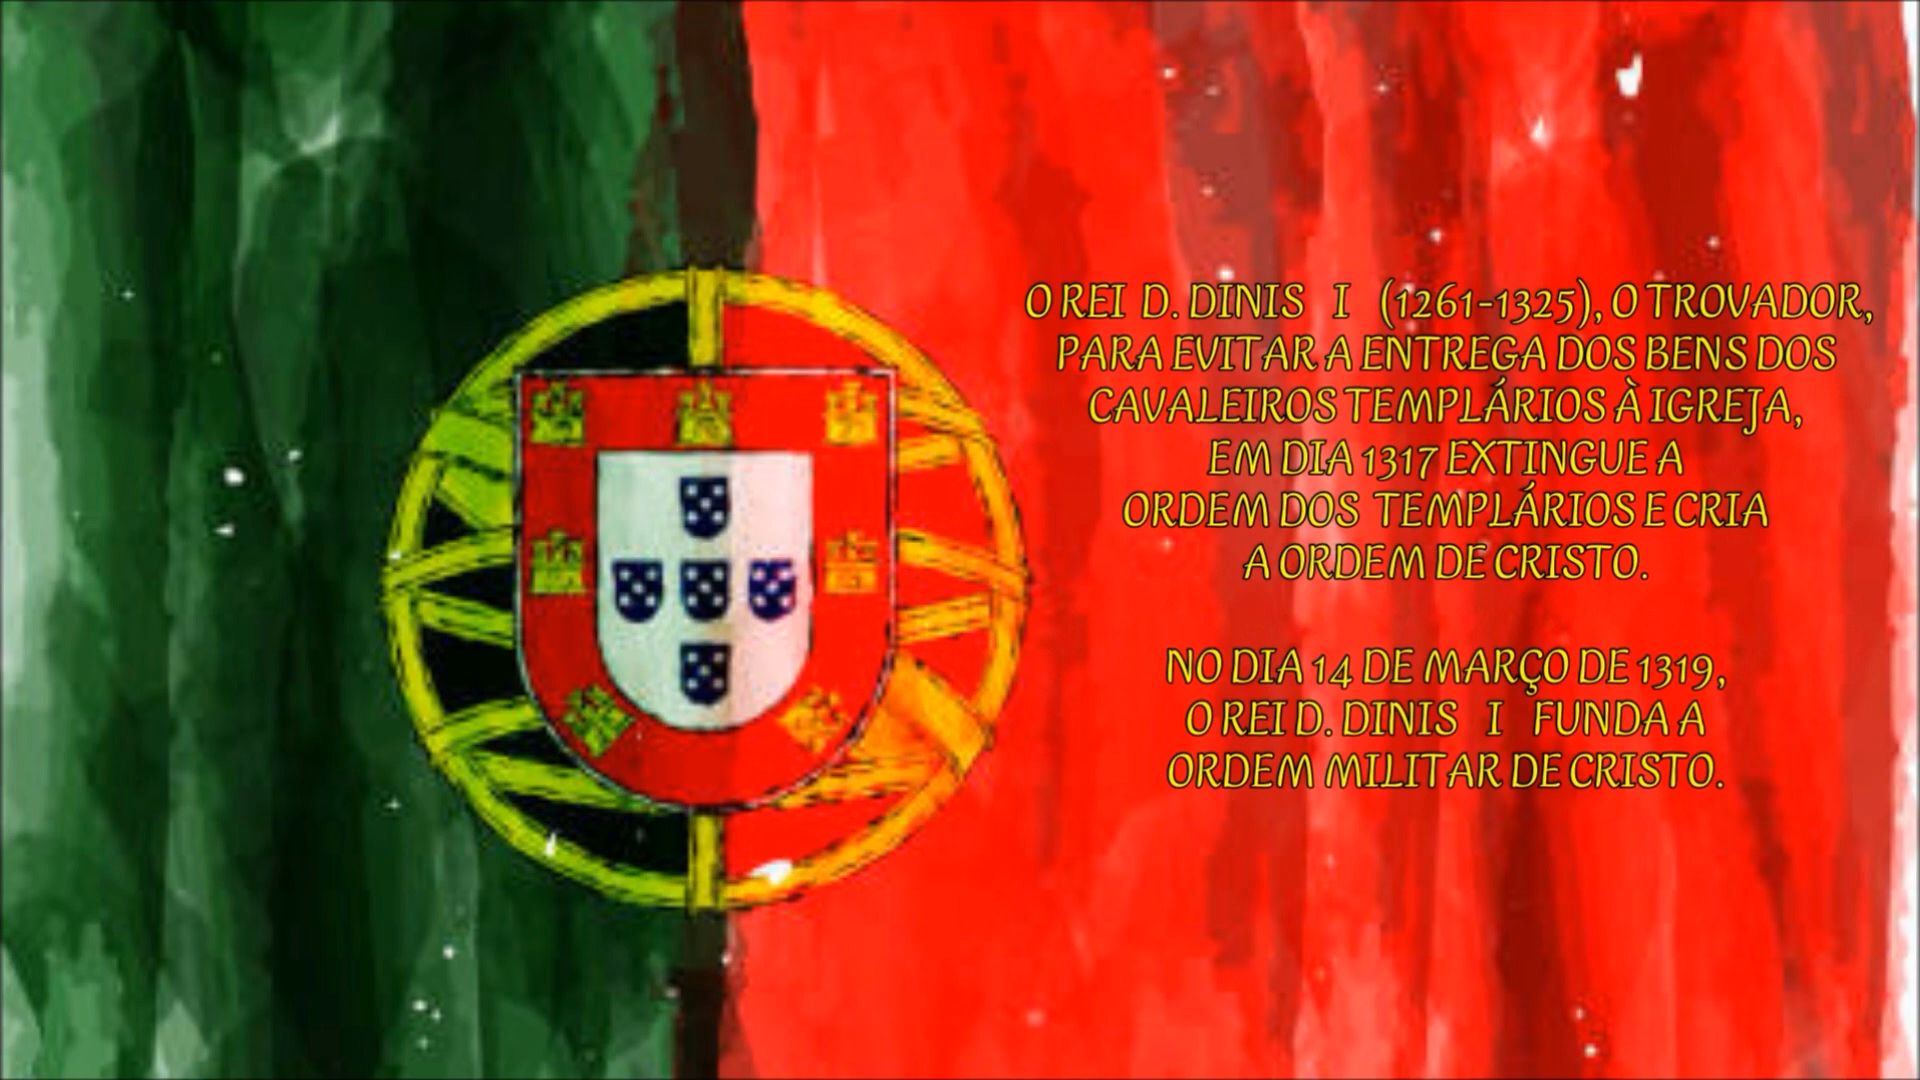 O REI D. DINIS I (1261-1325), O TROVADOR,
PARA EVITAR A ENTREGA DOS BENS DOS
CAVALEIROS TEMPLÁRIOS À IGREJA,
EM DIA 1317 EXTINGUE A
ORDEM DOS TEMPLÁRIOS E CRIA
A ORDEM DE CRISTO.
NO DIA 14 DE MARÇO DE 1319,
O REI D. DINIS I FUNDA A
ORDEM MILITAR DE CRISTO.